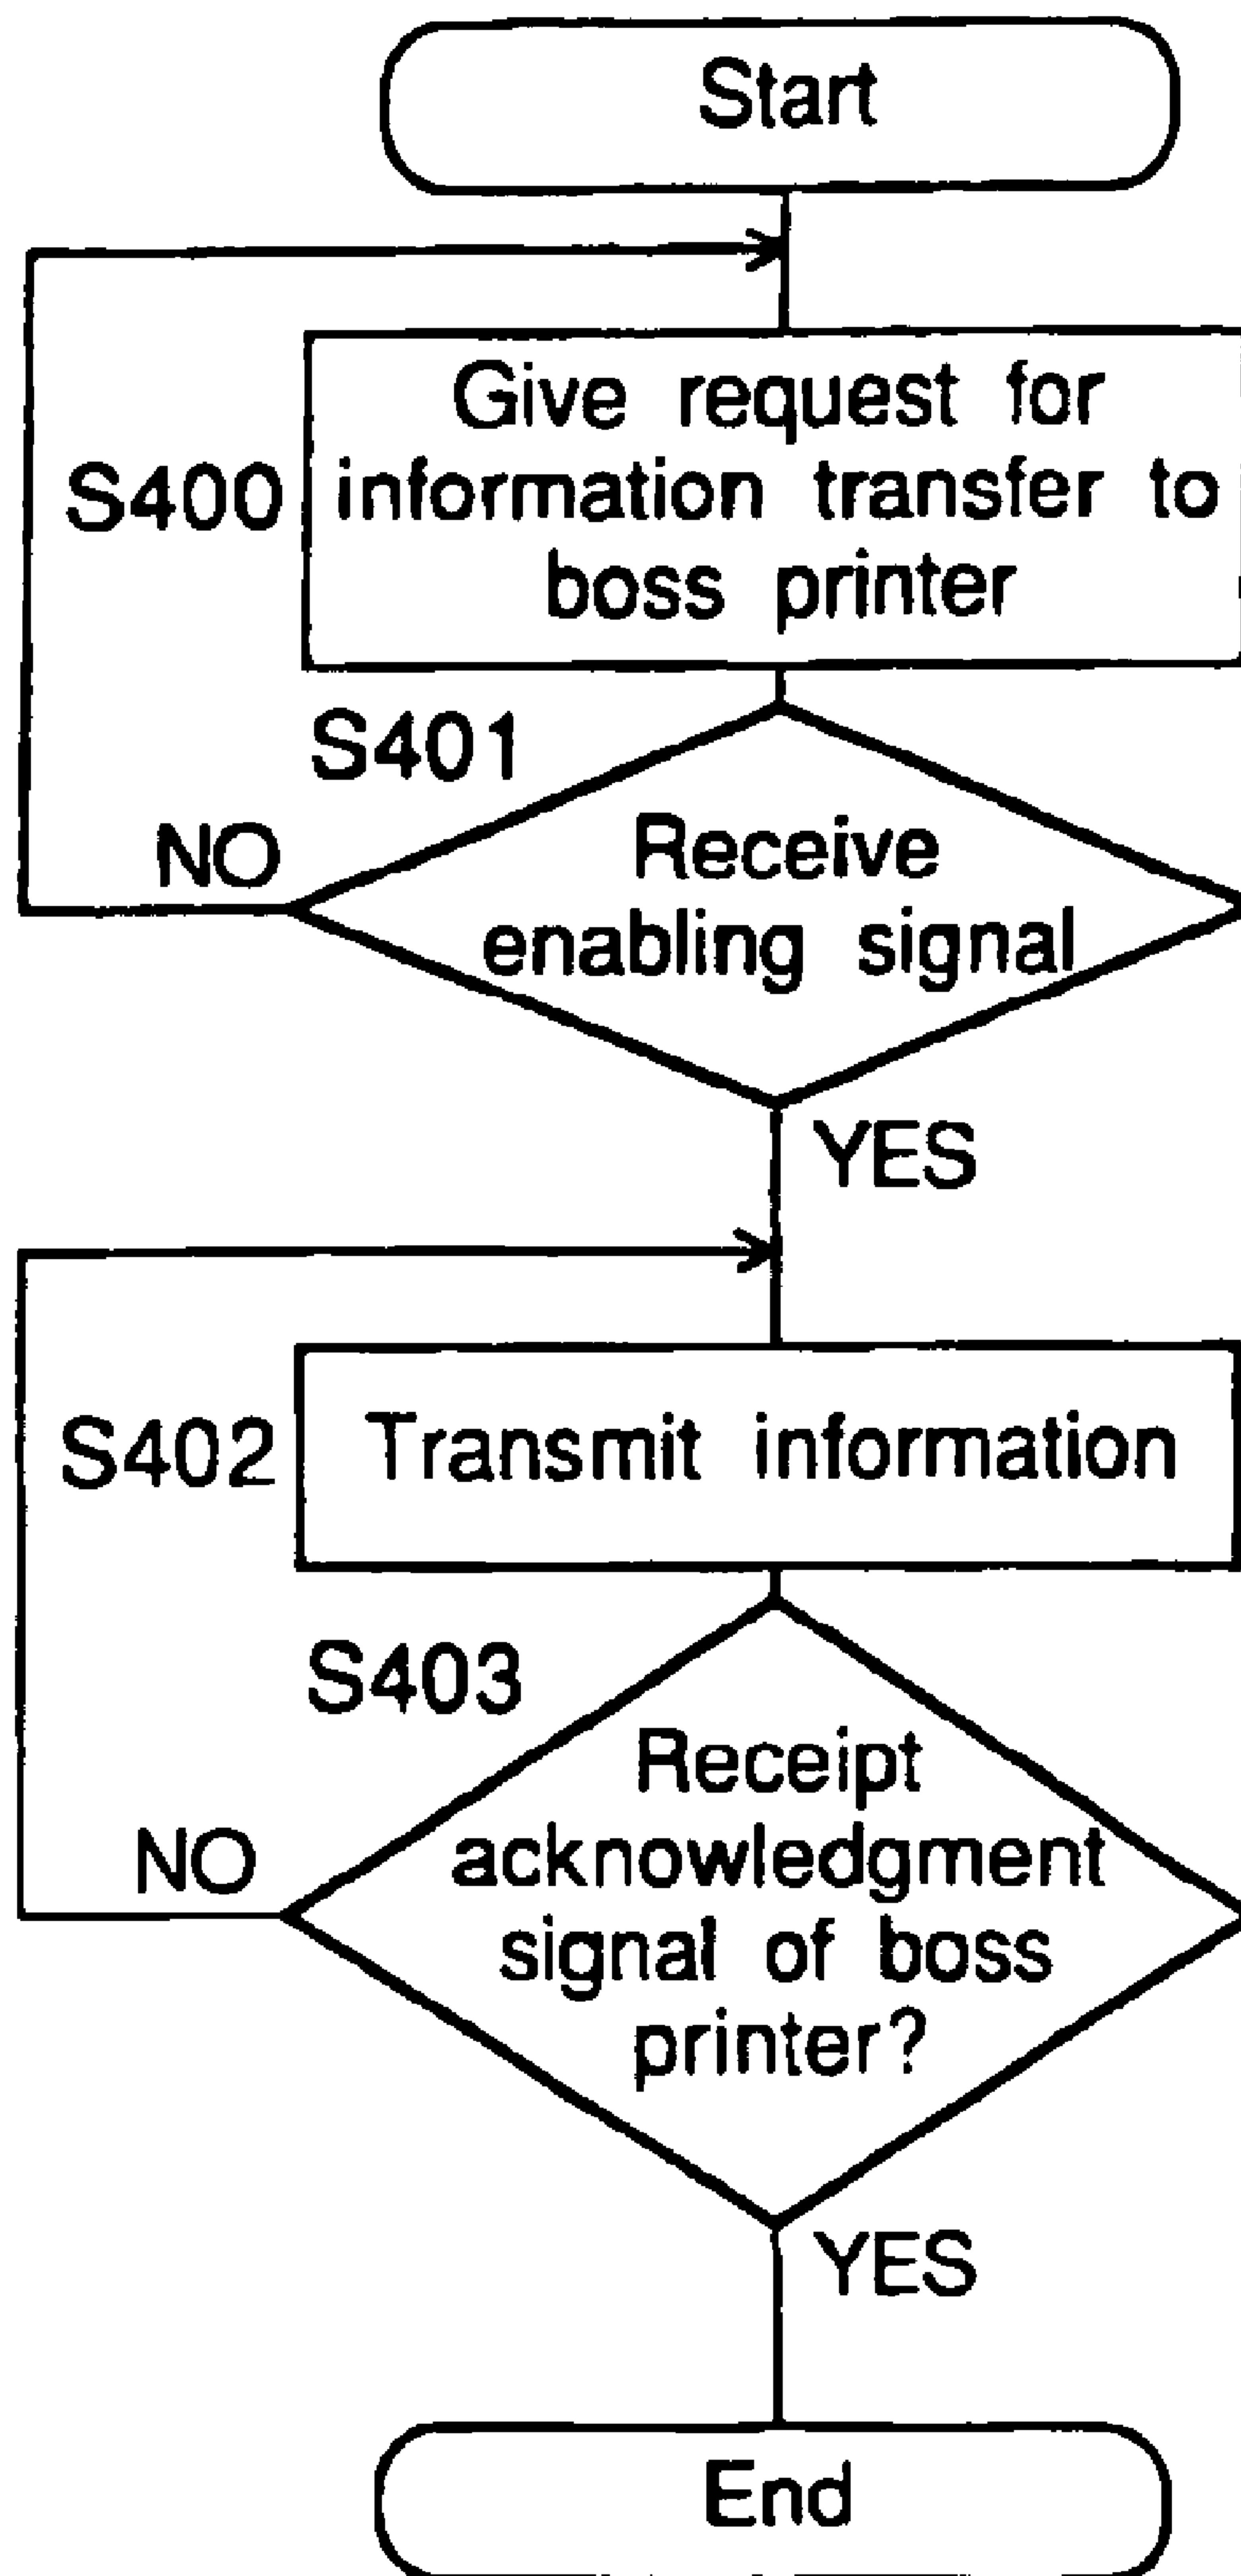 Start
Give request for
S400
information transfer to
boss printer
S401
NO
Receive
enabling signal
YES
S402
Transmit information
S403
Receipt
NO
acknowledgment
signal of boss
printer?
YES
End